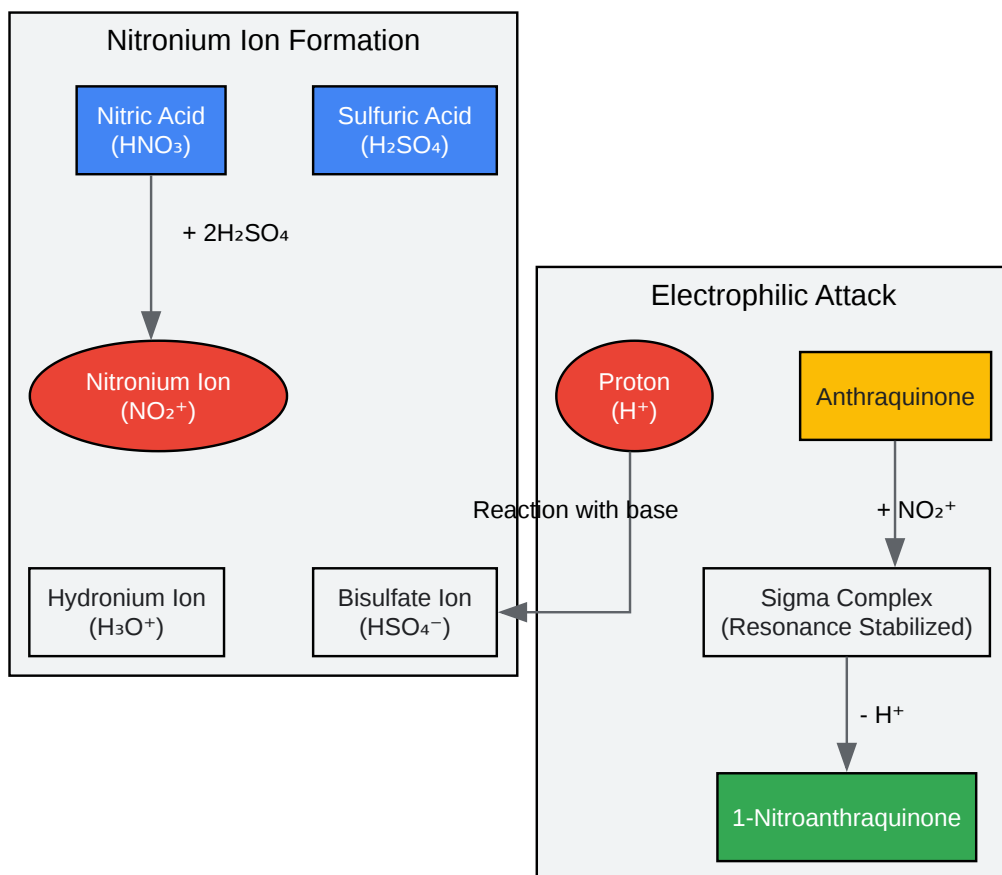 Nitronium Ion Formation
Nitric Acid
(HNO₃)
Sulfuric Acid
(H₂SO₄)
+ 2H₂SO₄
Nitronium Ion
(NO₂⁺)
Hydronium Ion
(H₃O⁺)
Bisulfate Ion
(HSO₄⁻)
Electrophilic Attack
Proton
(H⁺)
Anthraquinone
Reaction with base
+ NO₂⁺
Sigma Complex
(Resonance Stabilized)
- H⁺
1-Nitroanthraquinone